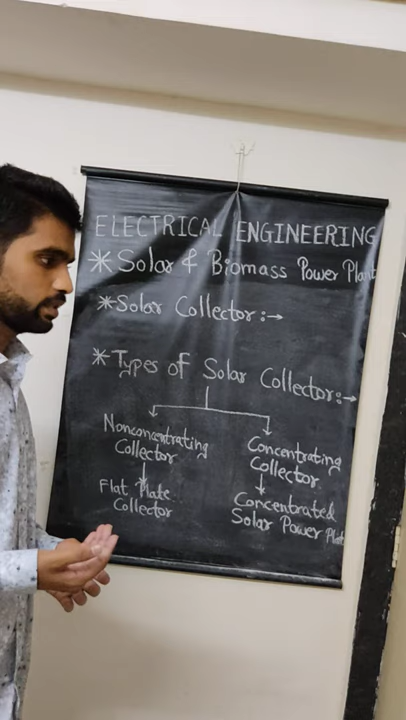 ELECTRICAL ENGINEERING
* Solar & Biomass Power Plant
* Solar Collector:→
* Types of Solar Collector:→
Nonconcentrating Collector
Concentrating Collector
Flat Plate Collector
Concentrated Solar Power Plant